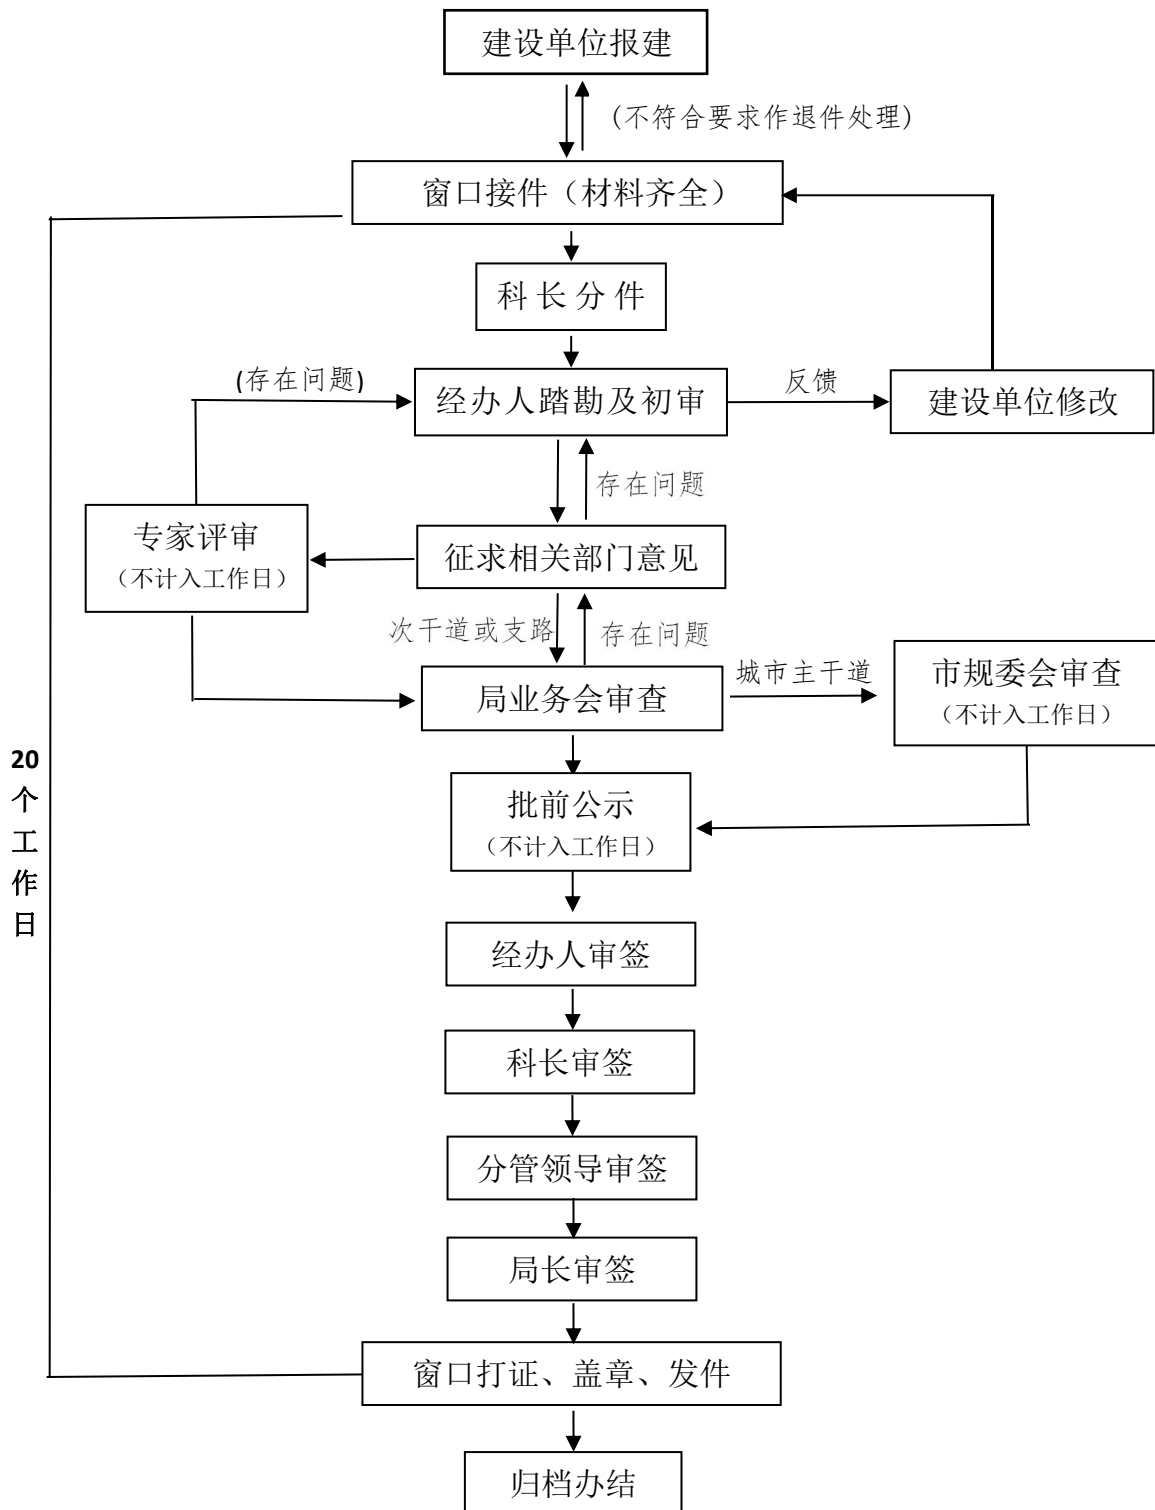 建设单位报建
(不符合要求作退件处理)
窗口接件（材料齐全）
科长分件
(存在问题)
经办人踏勘及初审
反馈
建设单位修改
存在问题
专家评审
（不计入工作日）
征求相关部门意见
次干道或支路
存在问题
局业务会审查
城市主干道
市规委会审查
（不计入工作日）
20
个
工
作
日
批前公示
（不计入工作日）
经办人审签
科长审签
分管领导审签
局长审签
窗口打证、盖章、发件
归档办结